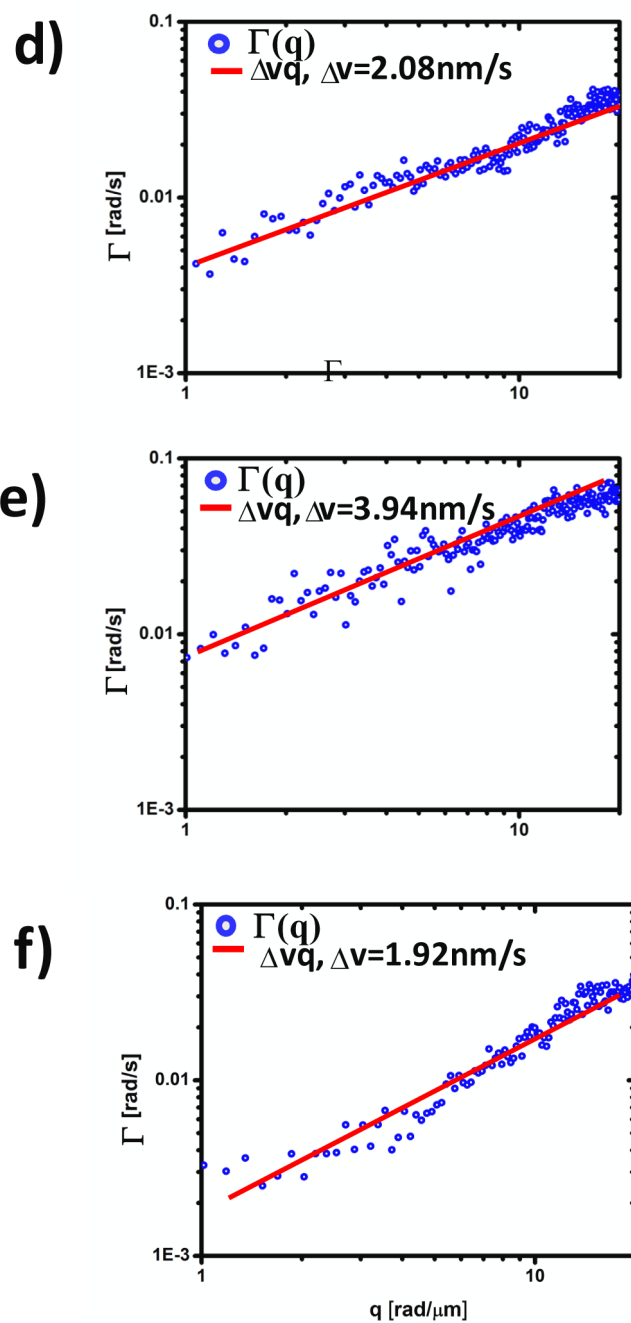 d)
0.1
Γ(q)
Δvq, Δv=2.08nm/s
Γ [rad/s]
0.01
Γ
1E-3
1
10
e)
0.1
Γ(q)
Δvq, Δv=3.94nm/s
Γ [rad/s]
0.01
1E-3
1
10
f)
0.1
Γ(q)
Δvq, Δv=1.92nm/s
Γ [rad/s]
0.01
1E-3
1
10
q [rad/μm]